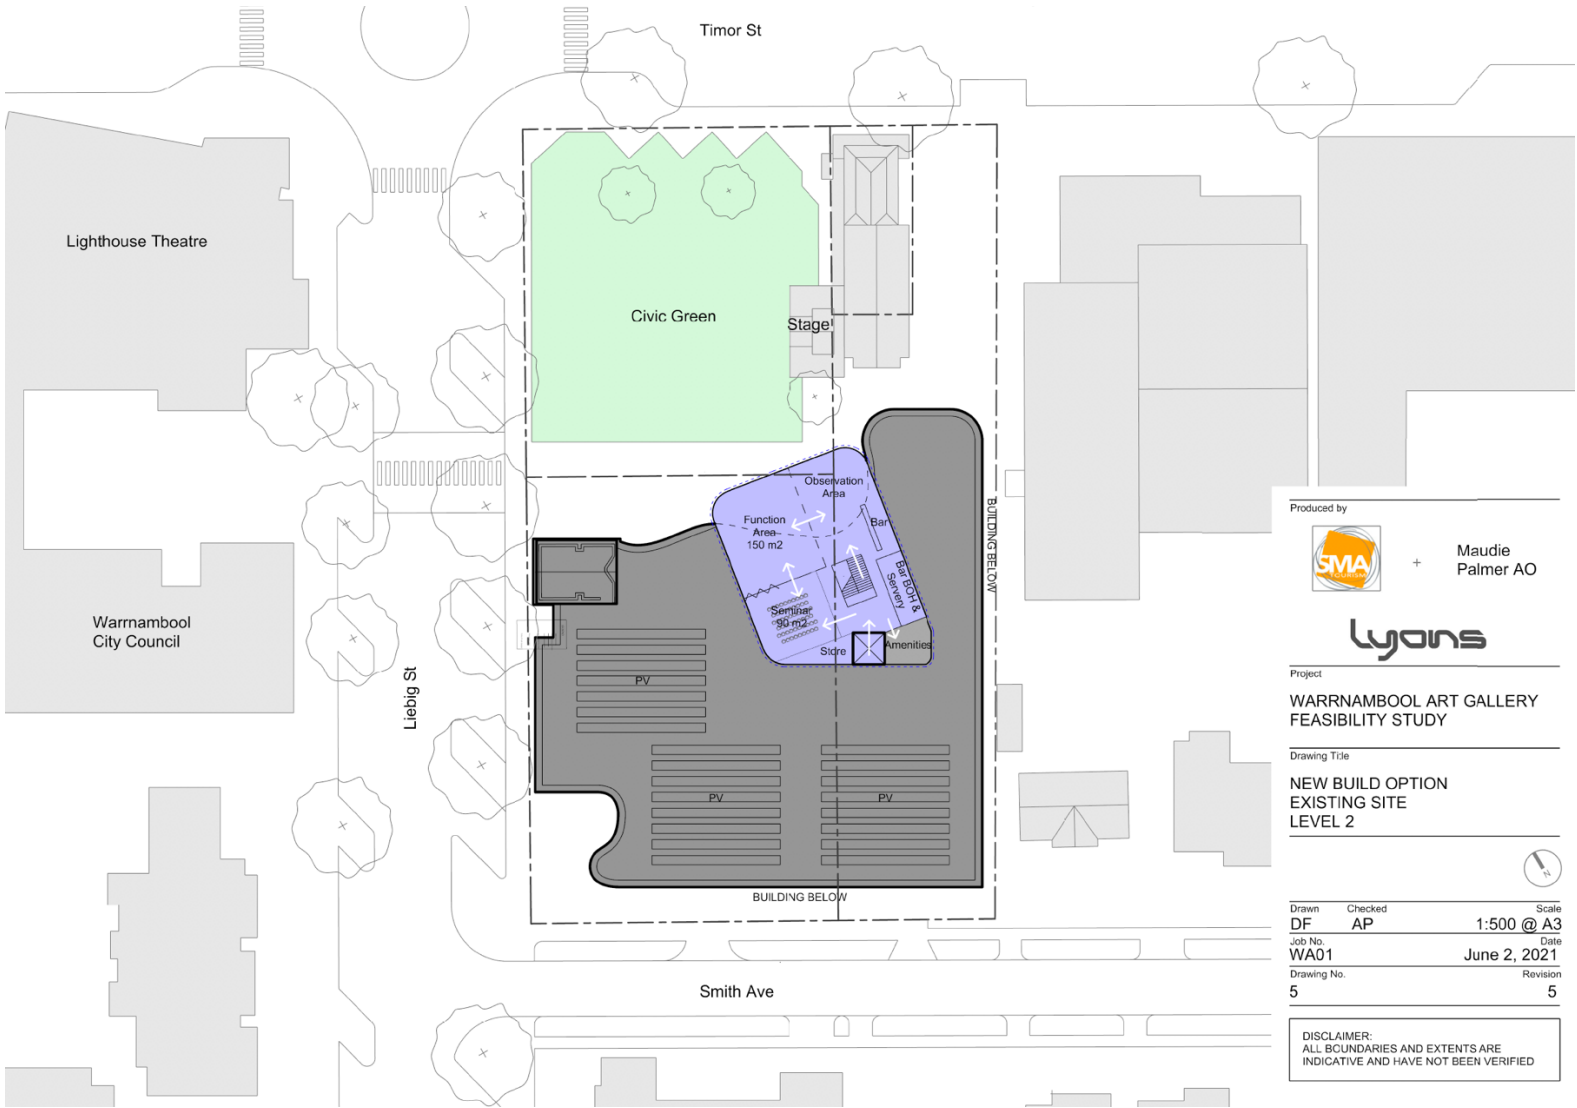 Timor St
Lighthouse Theatre
Civic Green
Stage
Observation
Area
Function
Area
150 m2
Bar
Bar BOH &
Servery
Seminar
90 m2
Store
Amenities
BUILDING BELOW
Warrnambool
City Council
Liebig St
PV
PV
PV
BUILDING BELOW
Smith Ave
Produced by
SMA
TOURISM
+
Maudie
Palmer AO
Lyons
Project
WARRNAMBOOL ART GALLERY
FEASIBILITY STUDY
Drawing Title
NEW BUILD OPTION
EXISTING SITE
LEVEL 2
N
Drawn Checked Scale
DF AP 1:500 @ A3
Job No. Date
WA01 June 2, 2021
Drawing No. Revision
5 5
DISCLAIMER:
ALL BOUNDARIES AND EXTENTS ARE
INDICATIVE AND HAVE NOT BEEN VERIFIED